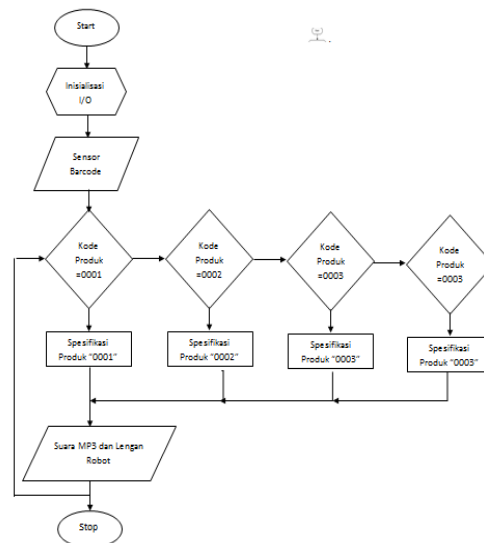 Start
Inisialisasi
I/O
Sensor
Barcode
Kode
Produk
=0001
Kode
Produk
=0002
Kode
Produk
=0003
Kode
Produk
=0003
Spesifikasi
Produk "0001"
Spesifikasi
Produk "0002"
Spesifikasi
Produk "0003"
Spesifikasi
Produk "0003"
Suara MP3 dan Lengan
Robot
Stop